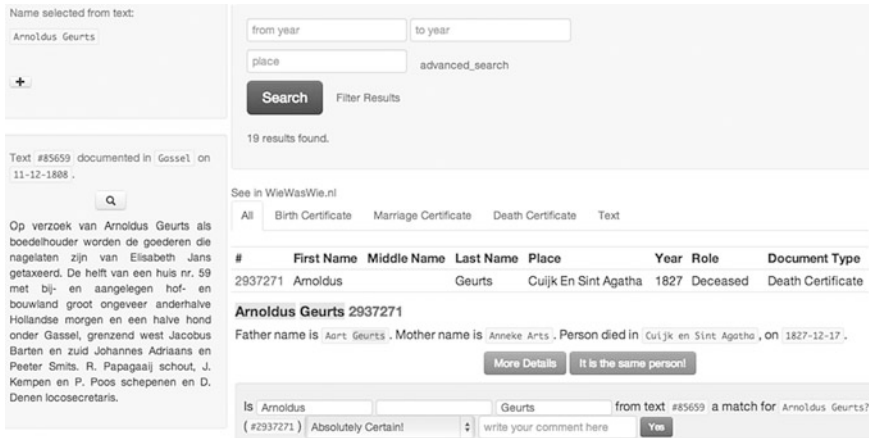 Name selected from text:
Arnoldus Geurts
+
Text #85659 documented in Gassel on
11-12-1808 .
Op verzoek van Arnoldus Geurts als
boedelhouder worden de goederen die
nagelaten zijn van Elisabeth Jans
getaxeerd. De helft van een huis nr. 59
met bij- en aangelegen hof- en
bouwland groot ongeveer anderhalve
Hollandse morgen en een halve hond
onder Gassel, grenzend west Jacobus
Barten en zuid Johannes Adriaans en
Peeter Smits. R. Papagaaij schout, J.
Kempen en P. Poos schepenen en D.
Denen locosecretaris.
from year to year
place advanced_search
Search Filter Results
19 results found.
See in WieWasWie.nl
All Birth Certificate Marriage Certificate Death Certificate Text
# First Name Middle Name Last Name Place Year Role Document Type
2937271 Arnoldus Geurts Cuijk En Sint Agatha 1827 Deceased Death Certificate
Arnoldus Geurts 2937271
Father name is Aart Geurts . Mother name is Anneke Arts . Person died in Cuijk en Sint Agatha , on 1827-12-17 .
More Details It is the same person!
Is Arnoldus Geurts from text #85659 a match for Arnoldus Geurts?
( #2937271 ) Absolutely Certain! write your comment here Yes